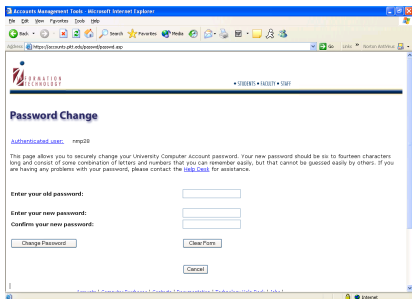 Accounts Management Tools - Microsoft Internet Explorer
File Edit View Favorites Tools Help
Back Search Favorites Media
Address https://accounts.pitt.edu/passwd/passwd.asp Go Links Norton AntiVirus
INFORMATION
TECHNOLOGY
• STUDENTS • FACULTY • STAFF
Password Change
Authenticated user: nmp28
This page allows you to securely change your University Computer Account password. Your new password should be six to fourteen characters
long and consist of some combination of letters and numbers that you can remember easily, but that cannot be guessed easily by others. If you
are having any problems with your password, please contact the Help Desk for assistance.
Enter your old password:
Enter your new password:
Confirm your new password:
Change Password Clear Form
Cancel
Internet